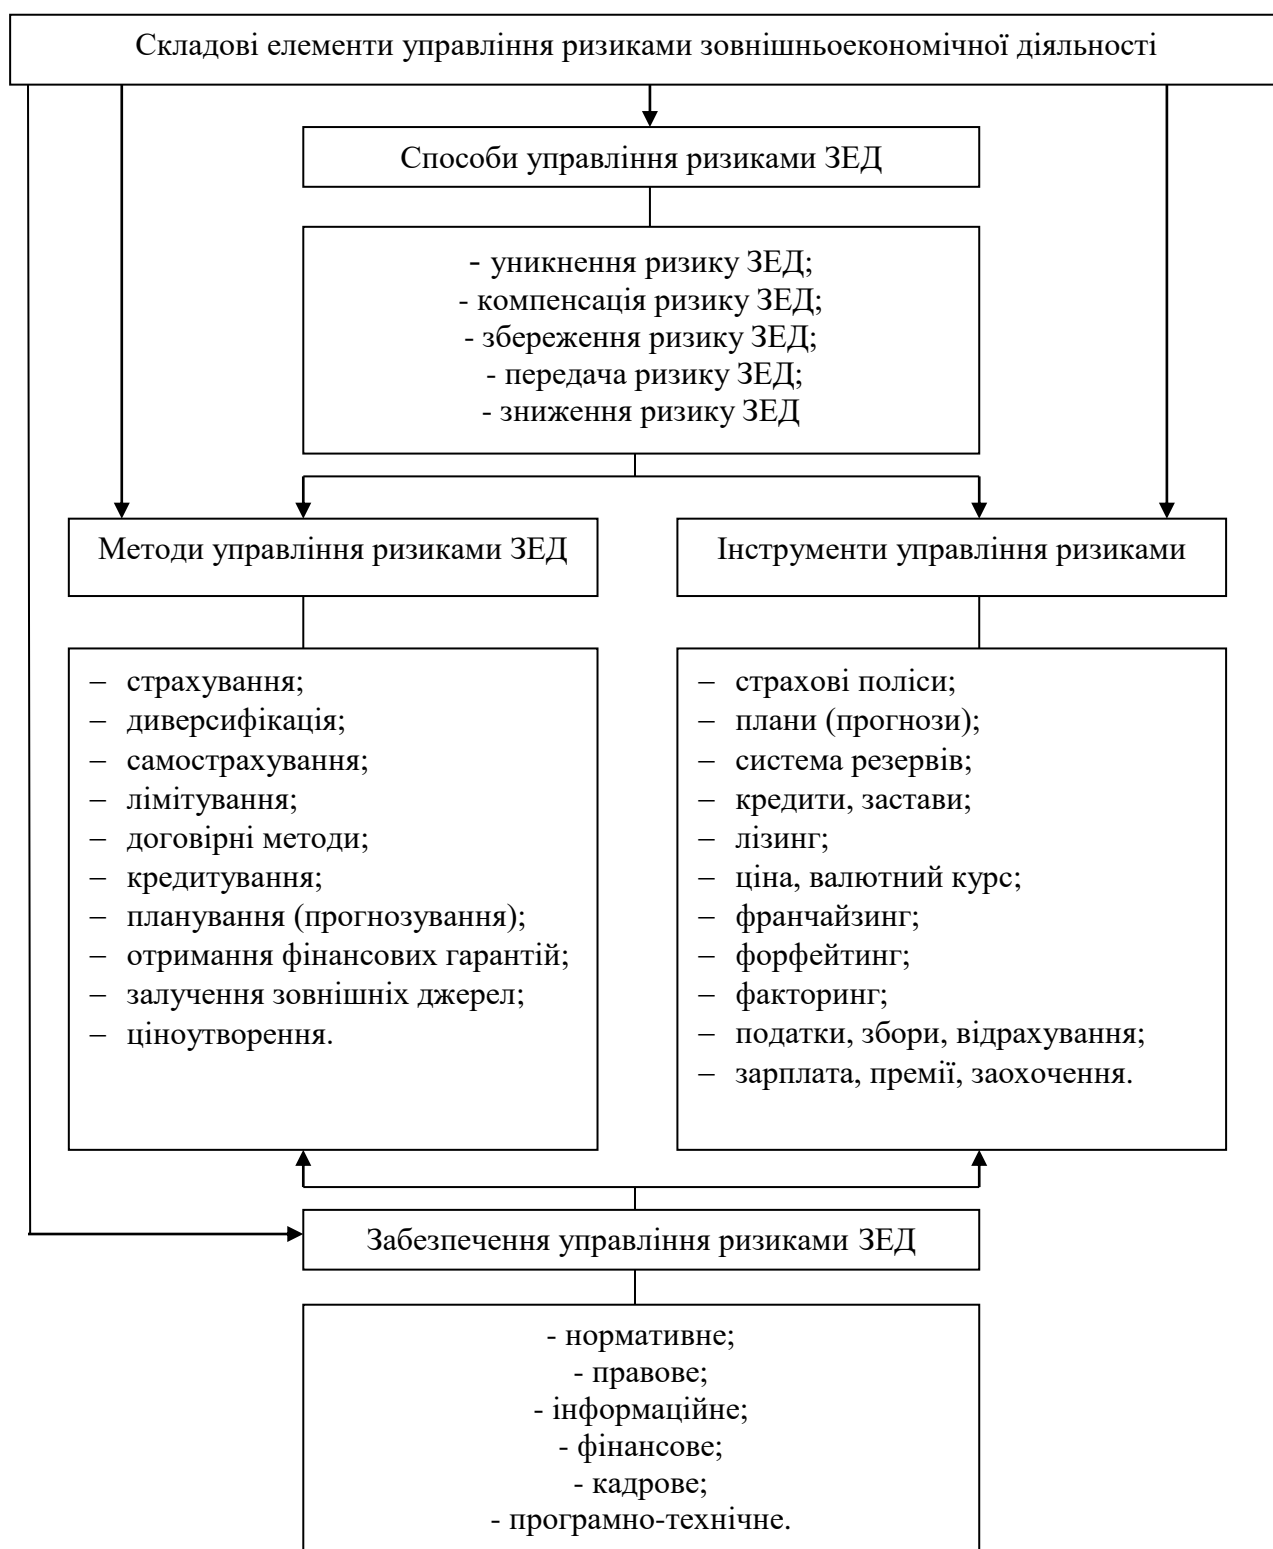 Складові елементи управління ризиками зовнішньоекономічної діяльності
Способи управління ризиками ЗЕД
- уникнення ризику ЗЕД;
- компенсація ризику ЗЕД;
- збереження ризику ЗЕД;
- передача ризику ЗЕД;
- зниження ризику ЗЕД
Методи управління ризиками ЗЕД
– страхування;
– диверсифікація;
– самострахування;
– лімітування;
– договірні методи;
– кредитування;
– планування (прогнозування);
– отримання фінансових гарантій;
– залучення зовнішніх джерел;
– ціноутворення.
Інструменти управління ризиками
– страхові поліси;
– плани (прогнози);
– система резервів;
– кредити, застави;
– лізинг;
– ціна, валютний курс;
– франчайзинг;
– форфейтинг;
– факторинг;
– податки, збори, відрахування;
– зарплата, премії, заохочення.
Забезпечення управління ризиками ЗЕД
- нормативне;
- правове;
- інформаційне;
- фінансове;
- кадрове;
- програмно-технічне.